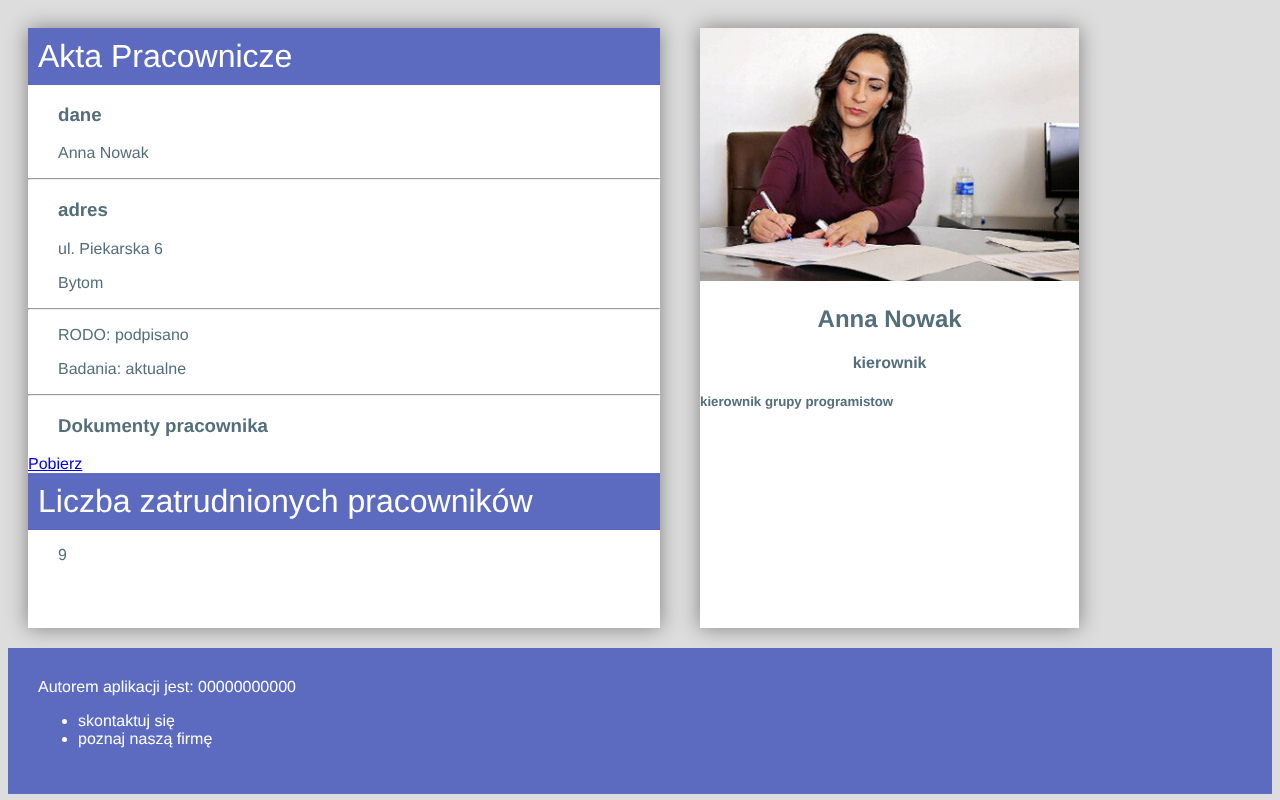 Akta Pracownicze
dane
Anna Nowak
adres
ul. Piekarska 6
Bytom
RODO: podpisano
Badania: aktualne
Dokumenty pracownika
Pobierz
Liczba zatrudnionych pracowników
9
Anna Nowak
kierownik
kierownik grupy programistow
Autorem aplikacji jest: 00000000000
skontaktuj się
poznaj naszą firmę